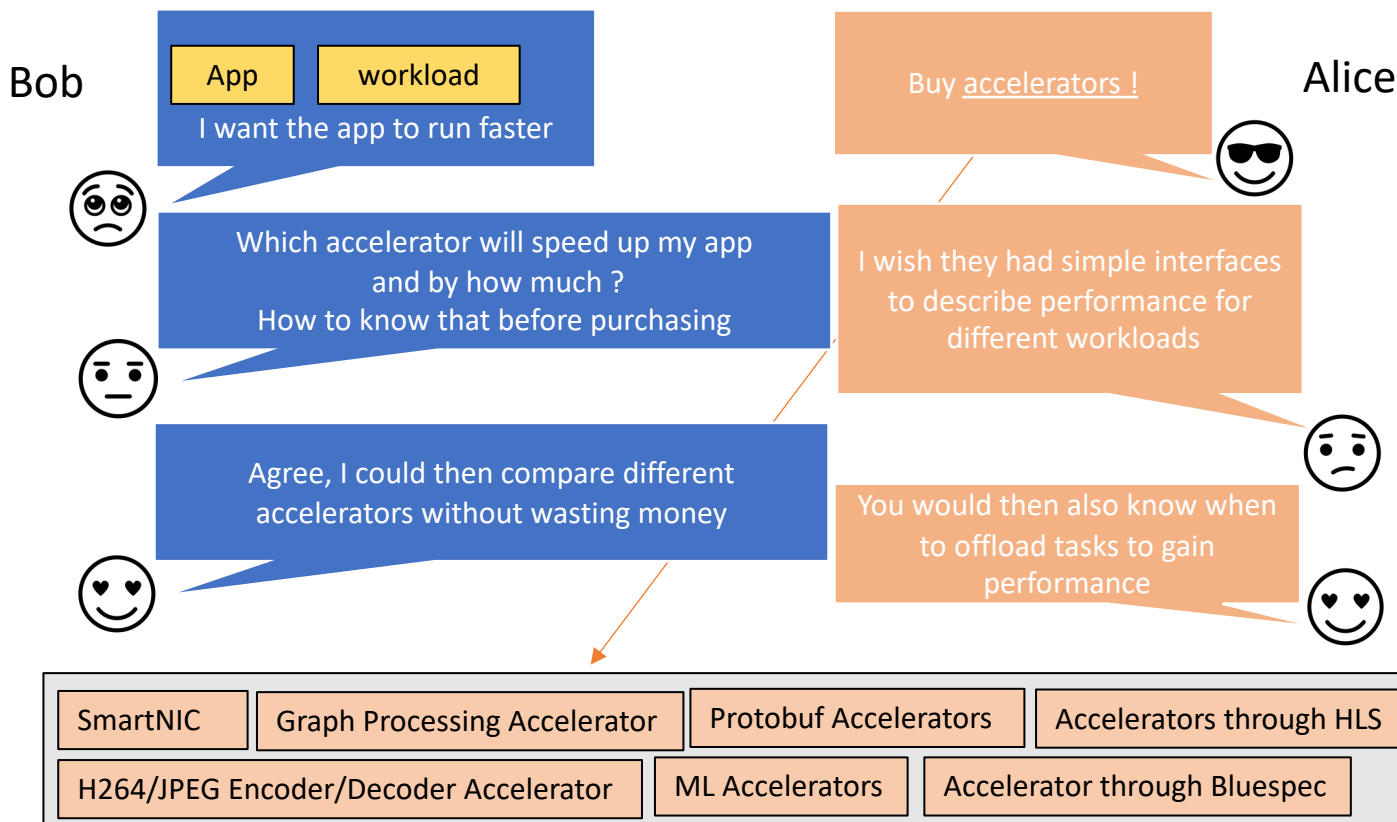 Bob
App
workload
I want the app to run faster
Buy accelerators !
Alice
Which accelerator will speed up my app
and by how much ?
How to know that before purchasing
I wish they had simple interfaces
to describe performance for
different workloads
Agree, I could then compare different
accelerators without wasting money
You would then also know when
to offload tasks to gain
performance
SmartNIC
Graph Processing Accelerator
Protobuf Accelerators
Accelerators through HLS
H264/JPEG Encoder/Decoder Accelerator
ML Accelerators
Accelerator through Bluespec